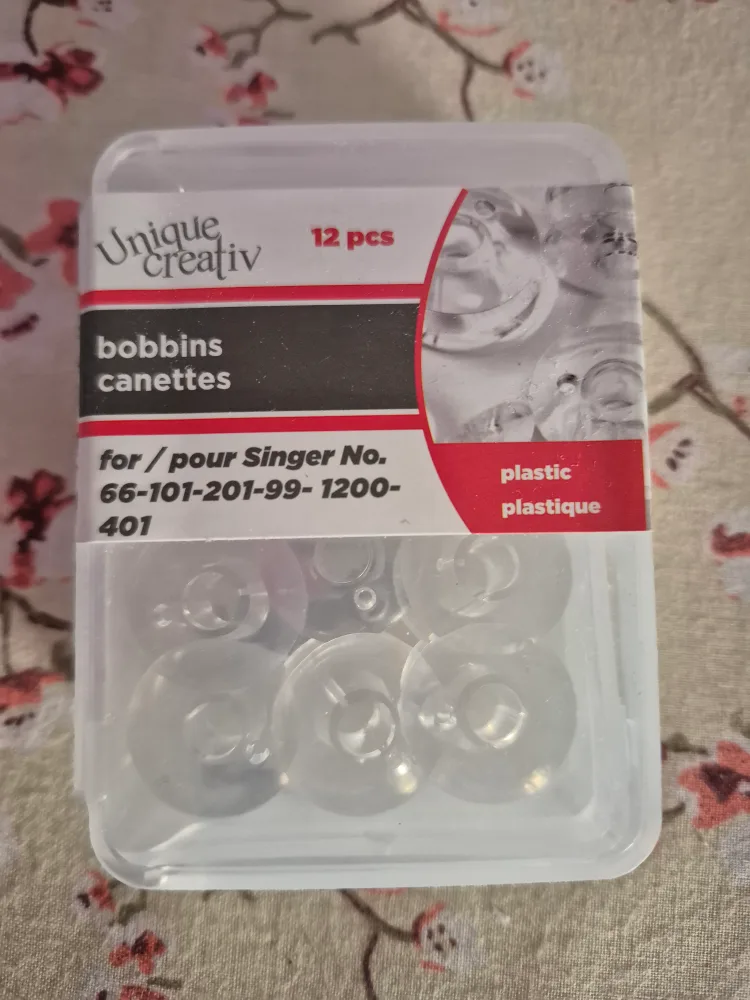 Unique
creativ
12 pcs
bobbins
canettes
for / pour Singer No.
66-101-201-99- 1200-
401
plastic
plastique